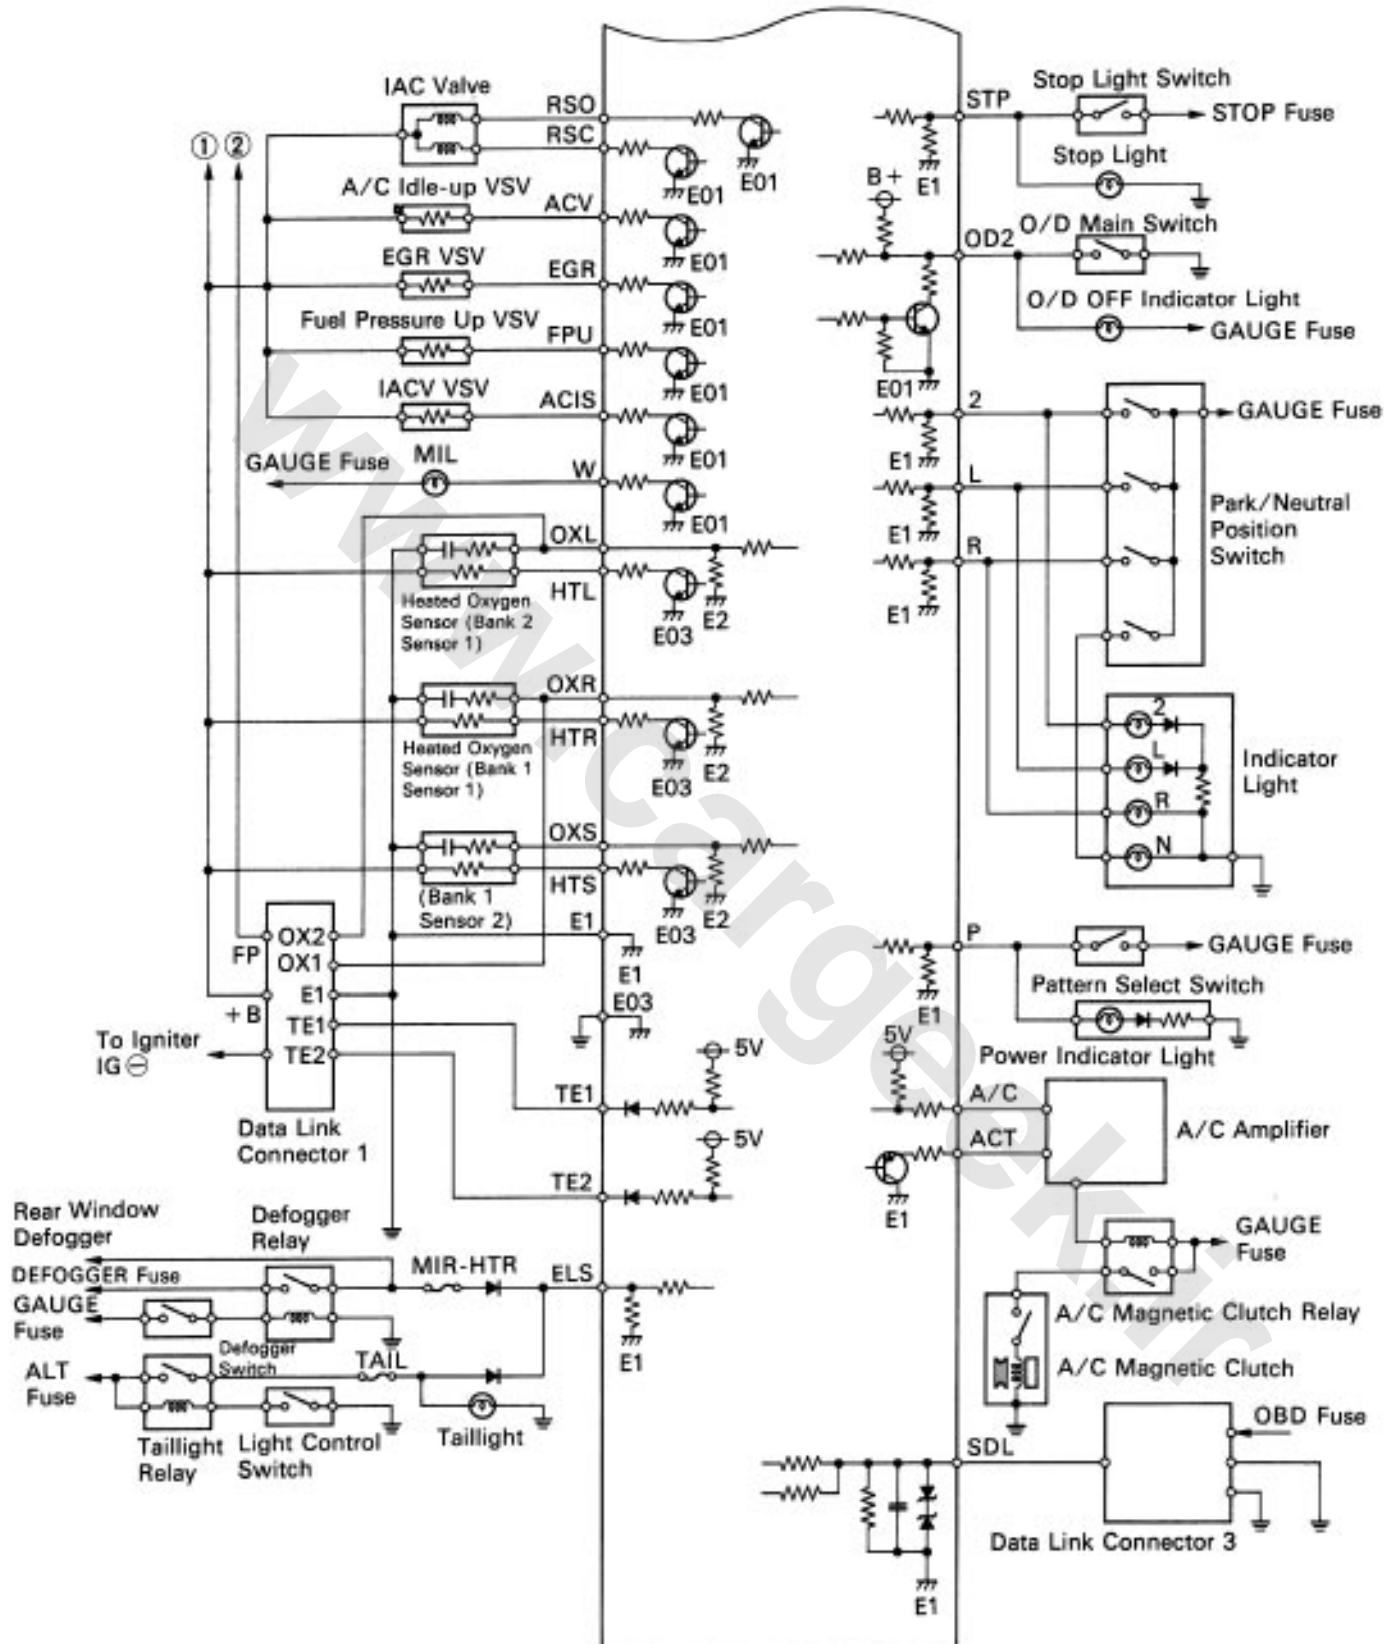 IAC Valve
RSO
RSC
E01
E01
① ②
A/C Idle-up VSV
ACV
E01
EGR VSV
EGR
E01
Fuel Pressure Up VSV
FPU
E01
IACV VSV
ACIS
E01
GAUGE Fuse
MIL
W
E01
OXL
HTL
Heated Oxygen
Sensor (Bank 2
Sensor 1)
E03
E2
OXR
HTR
Heated Oxygen
Sensor (Bank 1
Sensor 1)
E03
E2
OXS
HTS
(Bank 1
Sensor 2)
E03
E2
E1
E1
E03
FP
+B
OX2
OX1
E1
TE1
TE2
To Igniter
IG ⊖
Data Link
Connector 1
TE1
5V
TE2
5V
Rear Window
Defogger
Defogger
Relay
DEFOGGER Fuse
MIR-HTR
ELS
E1
GAUGE
Fuse
Defogger
Switch
ALT
Fuse
TAIL
Taillight
Taillight
Relay
Light Control
Switch
STP
E1
Stop Light Switch
STOP Fuse
Stop Light
B+
OD2
O/D Main Switch
O/D OFF Indicator Light
GAUGE Fuse
E01
2
E1
L
E1
R
E1
GAUGE Fuse
Park/Neutral
Position
Switch
2
L
R
N
Indicator
Light
P
E1
GAUGE Fuse
Pattern Select Switch
Power Indicator Light
5V
A/C
ACT
E1
A/C Amplifier
GAUGE
Fuse
A/C Magnetic Clutch Relay
A/C Magnetic Clutch
SDL
E1
OBD Fuse
Data Link Connector 3
www.cargeek.ir